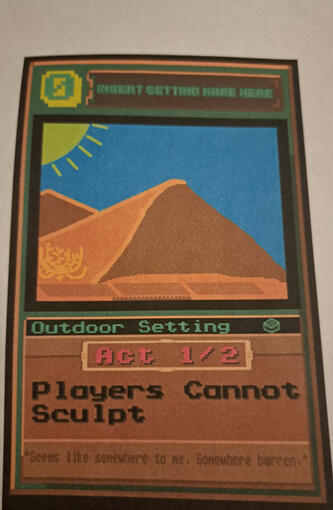 S
INSERT SETTING NAME HERE
Outdoor Setting
Act 1/2
Players Cannot
Sculpt
"Seems like somewhere to me. Somewhere barren."